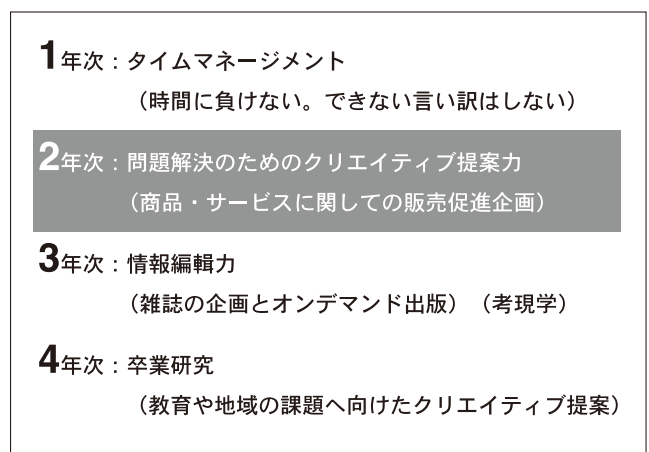 1年次：タイムマネージメント
（時間に負けない。できない言い訳はしない）
2年次：問題解決のためのクリエイティブ提案力
（商品・サービスに関しての販売促進企画）
3年次：情報編輯力
（雑誌の企画とオンデマンド出版）（考現学）
4年次：卒業研究
（教育や地域の課題へ向けたクリエイティブ提案）